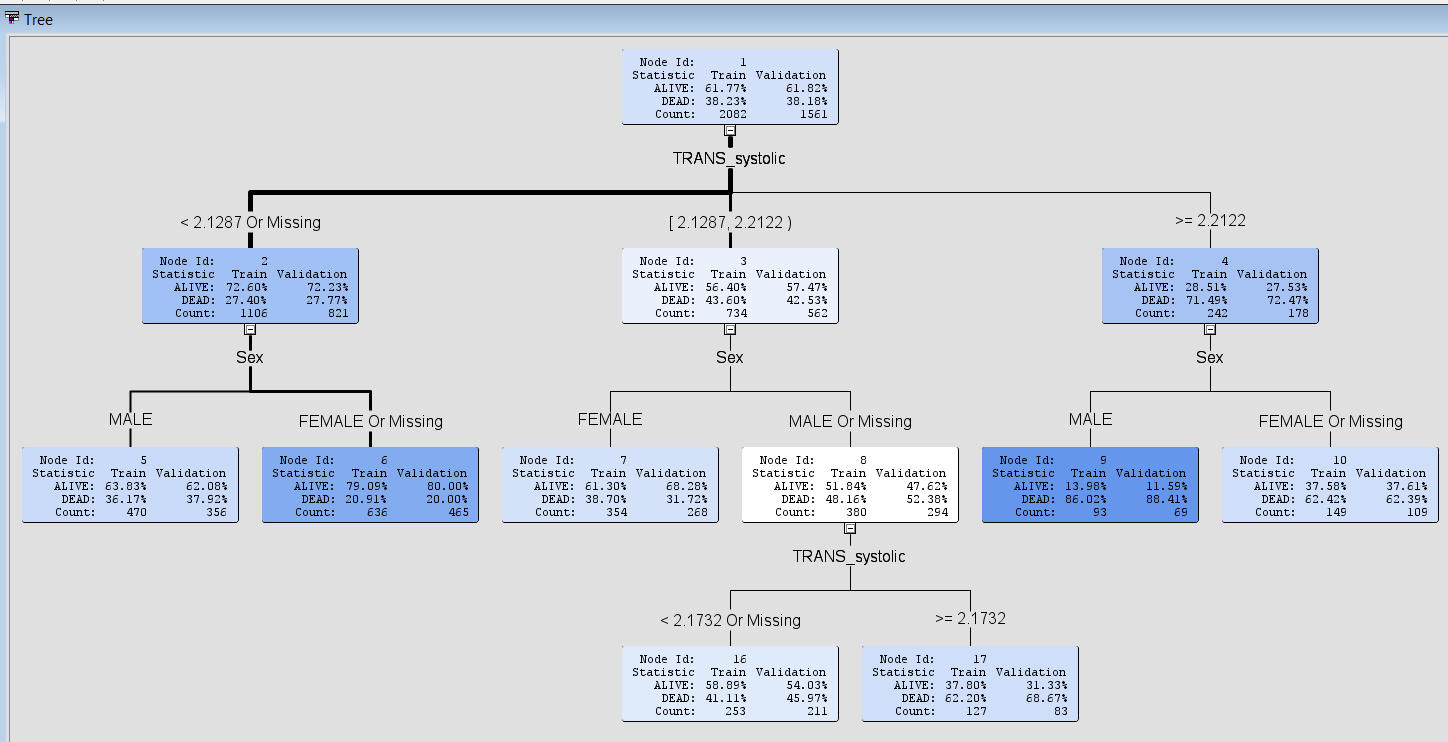 Tree
Node Id: 1
Statistic Train Validation
ALIVE: 61.77% 61.82%
DEAD: 38.23% 38.18%
Count: 2082 1561
TRANS_systolic
< 2.1287 Or Missing
[ 2.1287, 2.2122 )
>= 2.2122
Node Id: 2
Statistic Train Validation
ALIVE: 72.60% 72.23%
DEAD: 27.40% 27.77%
Count: 1106 821
Node Id: 3
Statistic Train Validation
ALIVE: 56.40% 57.47%
DEAD: 43.60% 42.53%
Count: 734 562
Node Id: 4
Statistic Train Validation
ALIVE: 28.51% 27.53%
DEAD: 71.49% 72.47%
Count: 242 178
Sex
Sex
Sex
MALE
FEMALE Or Missing
FEMALE
MALE Or Missing
MALE
FEMALE Or Missing
Node Id: 5
Statistic Train Validation
ALIVE: 63.83% 62.08%
DEAD: 36.17% 37.92%
Count: 470 356
Node Id: 6
Statistic Train Validation
ALIVE: 79.09% 80.00%
DEAD: 20.91% 20.00%
Count: 636 465
Node Id: 7
Statistic Train Validation
ALIVE: 61.30% 68.28%
DEAD: 38.70% 31.72%
Count: 354 268
Node Id: 8
Statistic Train Validation
ALIVE: 51.84% 47.62%
DEAD: 48.16% 52.38%
Count: 380 294
Node Id: 9
Statistic Train Validation
ALIVE: 13.98% 11.59%
DEAD: 86.02% 88.41%
Count: 93 69
Node Id: 10
Statistic Train Validation
ALIVE: 37.58% 37.61%
DEAD: 62.42% 62.39%
Count: 149 109
TRANS_systolic
< 2.1732 Or Missing
>= 2.1732
Node Id: 16
Statistic Train Validation
ALIVE: 58.89% 54.03%
DEAD: 41.11% 45.97%
Count: 253 211
Node Id: 17
Statistic Train Validation
ALIVE: 37.80% 31.33%
DEAD: 62.20% 68.67%
Count: 127 83